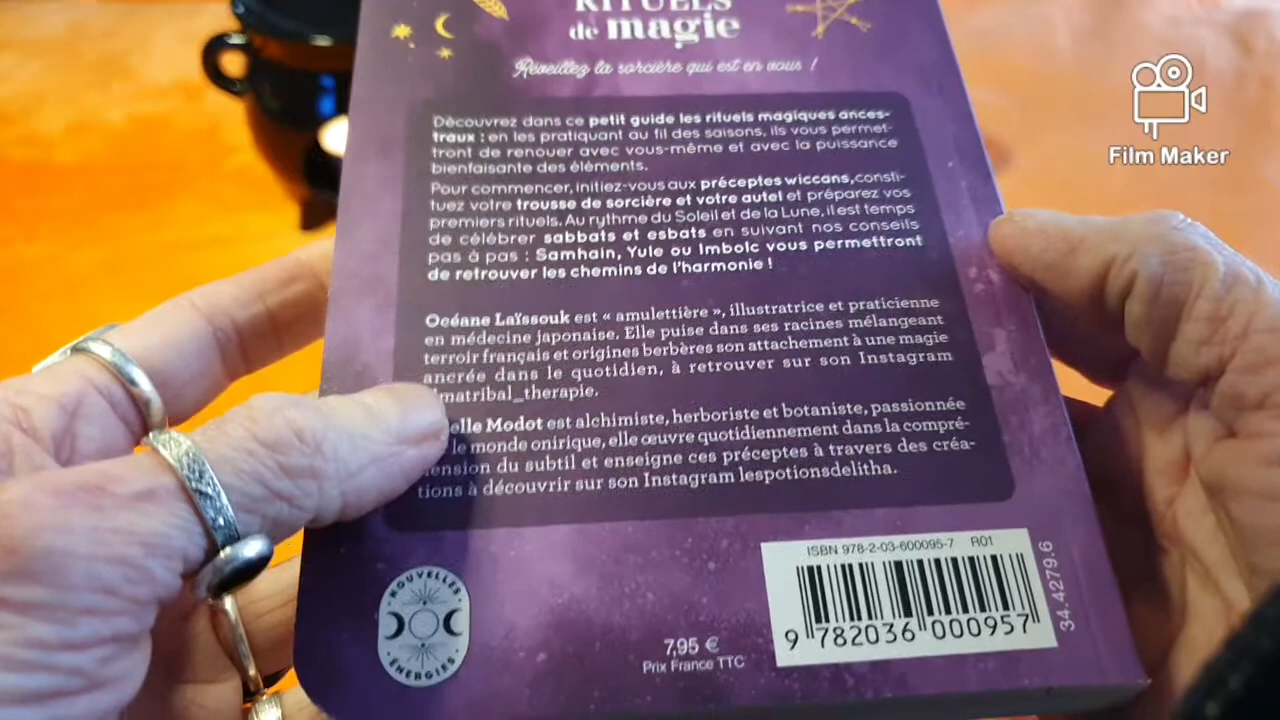 RITUELS
de magie
Réveillez la sorcière qui est en vous !
Film Maker
Découvrez dans ce petit guide les rituels magiques ances-
traux : en les pratiquant au fil des saisons, ils vous permet-
tront de renouer avec vous-même et avec la puissance
bienfaisante des éléments.
Pour commencer, initiez-vous aux préceptes wiccans, consti-
tuez votre trousse de sorcière et votre autel et préparez vos
premiers rituels. Au rythme du Soleil et de la Lune, il est temps
de célébrer sabbats et esbats en suivant nos conseils
pas à pas : Samhain, Yule ou Imbolc vous permettront
de retrouver les chemins de l'harmonie !
Océane Laïssouk est « amulettière », illustratrice et praticienne
en médecine japonaise. Elle puise dans ses racines mélangeant
terroir français et origines berbères son attachement à une magie
ancrée dans le quotidien, à retrouver sur son Instagram
matribal_therapie.
elle Modot est alchimiste, herboriste et botaniste, passionnée
le monde onirique, elle œuvre quotidiennement dans la compré-
hension du subtil et enseigne ces préceptes à travers des créa-
tions à découvrir sur son Instagram lespotionsdelitha.
NOUVELLES
ÉNERGIES
7,95 €
Prix France TTC
ISBN 978-2-03-600095-7 R01
9 782036 000957
34.4279.6